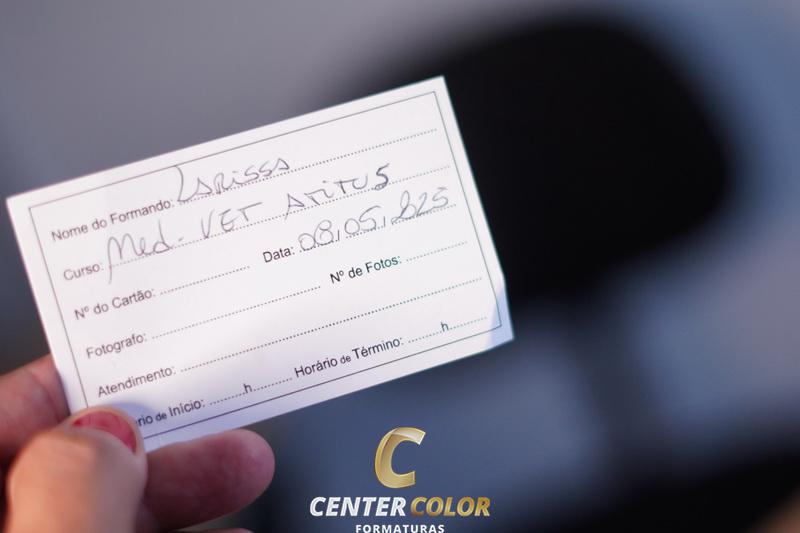 Nome do Formando: Larissa
Curso: Med. VET ATITUS
Nº do Cartão: .................... Data: 08,05,825
Fotografo: .................... Nº de Fotos: ............
Atendimento: ....................
rio de Início: ........h........ Horário de Término: ........h........
C
CENTER COLOR
FORMATURAS